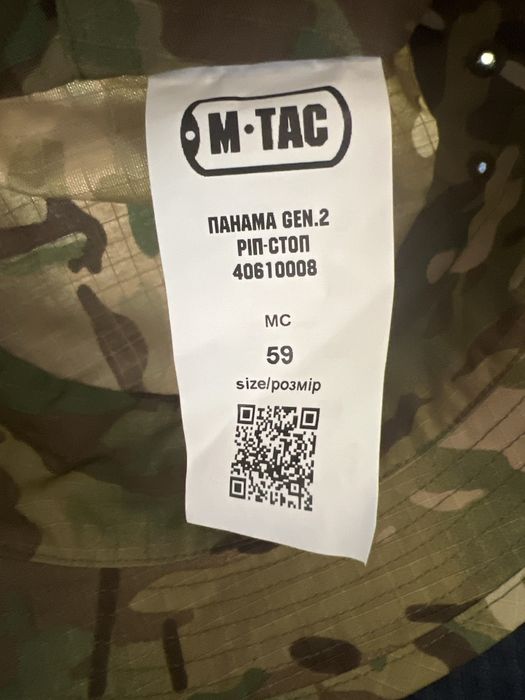 M·TAC
ПАНАМА GEN.2
РІП-СТОП
40610008
MC
59
size/розмір